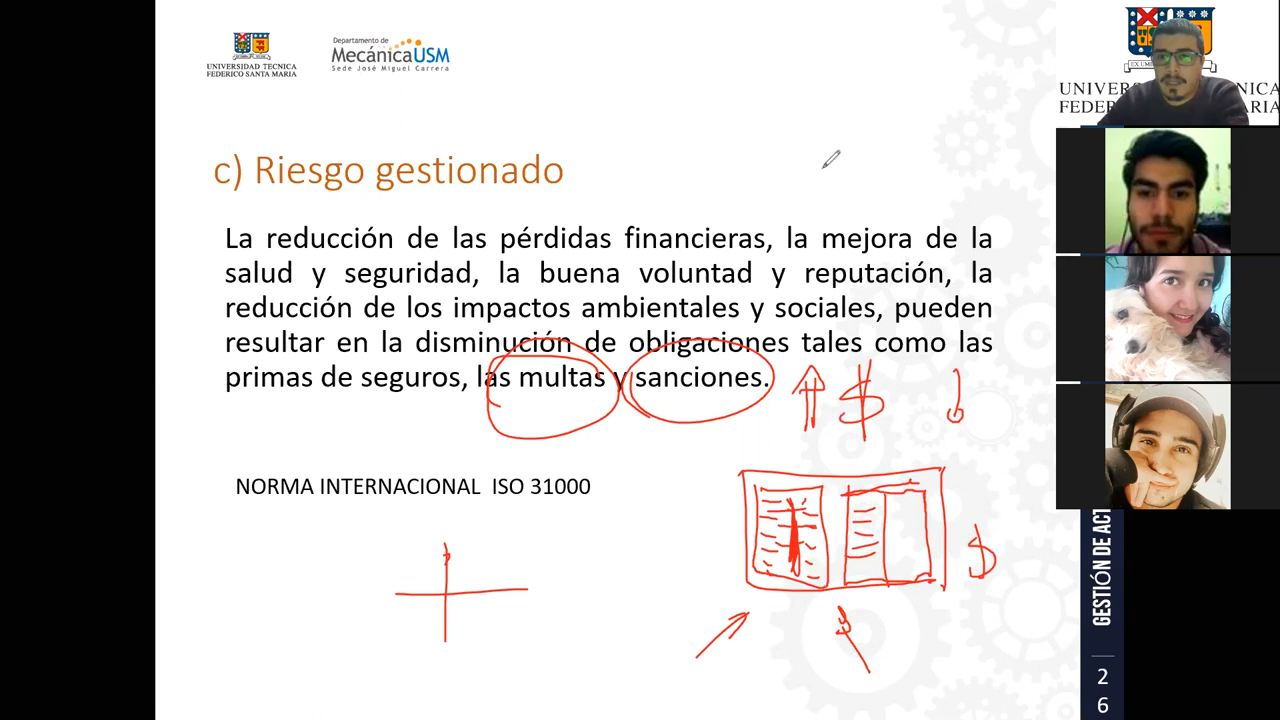 UNIVERSIDAD TECNICA
FEDERICO SANTA MARIA
Departamento de
MecánicaUSM
Sede José Miguel Carrera
c) Riesgo gestionado
La reducción de las pérdidas financieras, la mejora de la
salud y seguridad, la buena voluntad y reputación, la
reducción de los impactos ambientales y sociales, pueden
resultar en la disminución de obligaciones tales como las
primas de seguros, las multas y sanciones.
$
NORMA INTERNACIONAL ISO 31000
$
GESTIÓN DE
2
6